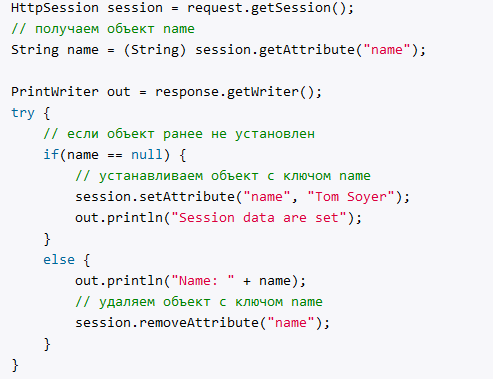 HttpSession session = request.getSession();
// получаем объект name
String name = (String) session.getAttribute("name");

PrintWriter out = response.getWriter();
try {
    // если объект ранее не установлен
    if(name == null) {
        // устанавливаем объект с ключом name
        session.setAttribute("name", "Tom Soyer");
        out.println("Session data are set");
    }
    else {
        out.println("Name: " + name);
        // удаляем объект с ключом name
        session.removeAttribute("name");
    }
}